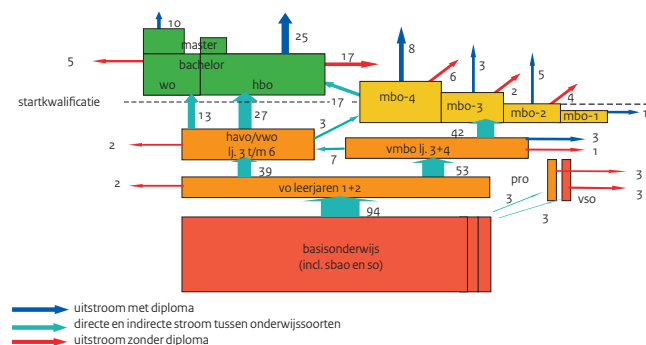 10
25
master
8
5
17
3
bachelor
6
5
2
4
wo
hbo
mbo-4
mbo-3
mbo-2
mbo-1
1
startkwalificatie
17
13
27
3
42
3
havo/vwo
lj. 3 t/m 6
2
7
vmbo lj. 3+4
1
39
53
pro
3
2
vo leerjaren 1+2
vso
3
3
3
94
basisonderwijs
(incl. sbao en so)
uitstroom met diploma
directe en indirecte stroom tussen onderwijssoorten
uitstroom zonder diploma